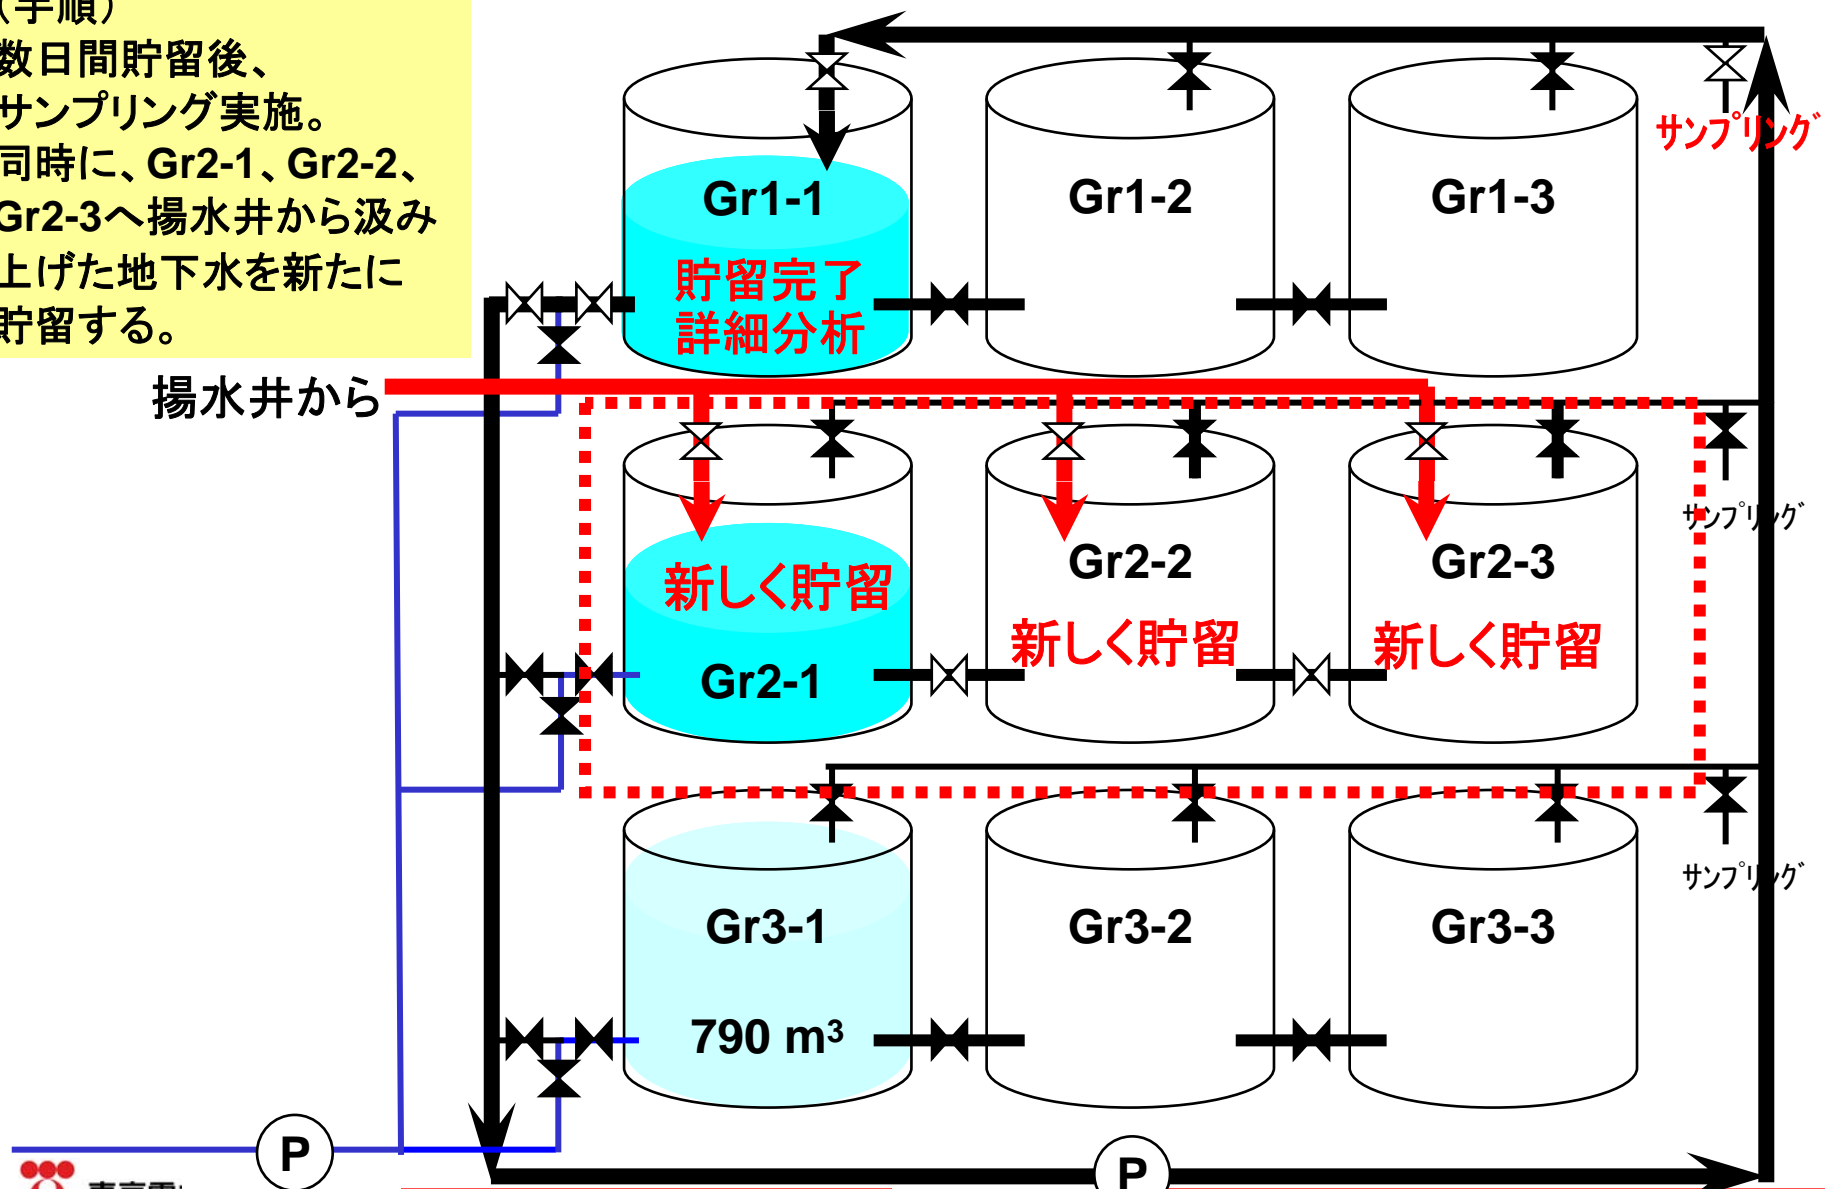 (手順)
数日間貯留後、
サンプリング実施。
同時に、Gr2-1、Gr2-2、
Gr2-3へ揚水井から汲み
上げた地下水を新たに
貯留する。
サンプリング
Gr1-1
Gr1-2
Gr1-3
貯留完了
詳細分析
揚水井から
サンプリング
新しく貯留
Gr2-2
Gr2-3
新しく貯留
新しく貯留
Gr2-1
サンプリング
Gr3-1
Gr3-2
Gr3-3
790 m³
P
P